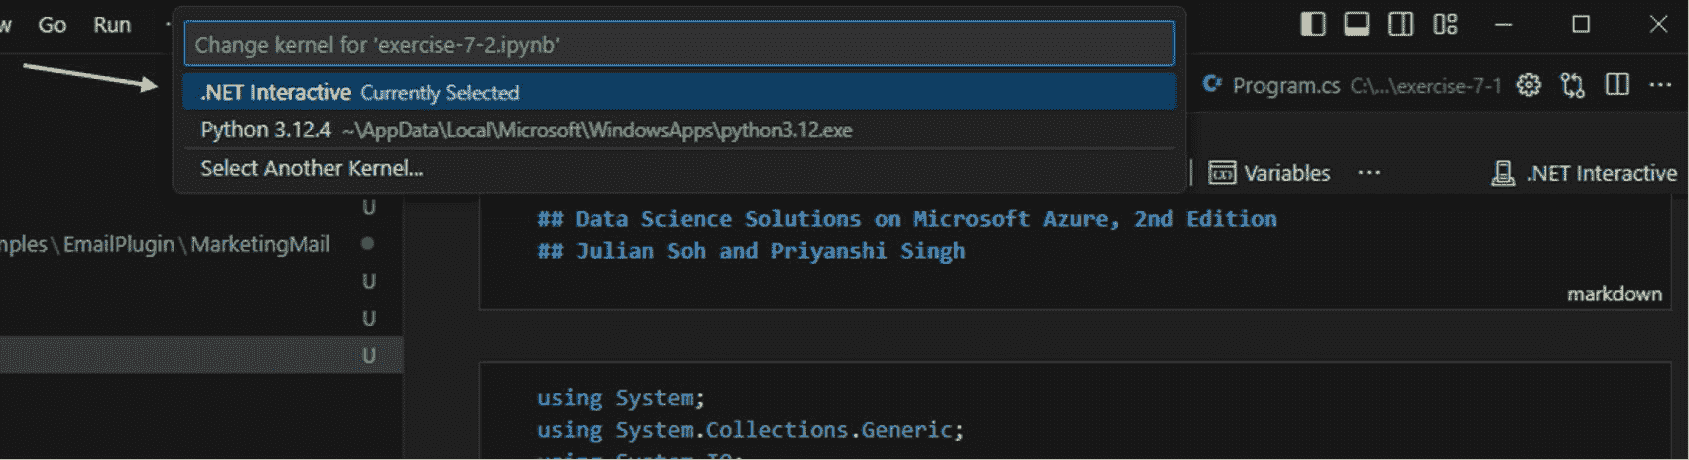 Go Run
Change kernel for 'exercise-7-2.ipynb'
.NET Interactive Currently Selected
Python 3.12.4 ~\AppData\Local\Microsoft\WindowsApps\python3.12.exe
Select Another Kernel...
Program.cs C:\...\exercise-7-1 ...
Variables ... .NET Interactive
U
mples\EmailPlugin\MarketingMail
U
U
U
## Data Science Solutions on Microsoft Azure, 2nd Edition
## Julian Soh and Priyanshi Singh
markdown
using System;
using System.Collections.Generic;
using System.IO;